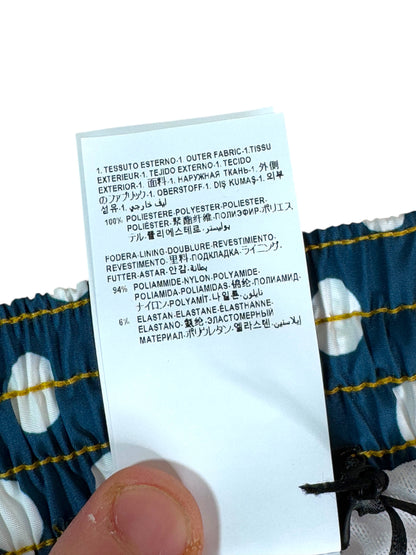 1. TESSUTO ESTERNO-1. OUTER FABRIC-1.TISSU
EXTERIEUR-1. TEJIDO EXTERNO-1. TECIDO
EXTERIOR-1. 面料-1. НАРУЖНАЯ ТКАНЬ-1. 外側
のファブリック-1. OBERSTOFF-1. DIŞ KUMAŞ-1. 외부
섬유-1. ليف خارجي
100% POLIESTERE-POLYESTER-POLIESTER-
POLIÉSTER-聚酯纤维-ПОЛИЭФИР-ポリエス
テル-폴리에스테르-بوليستر
FODERA-LINING-DOUBLURE-REVESTIMIENTO-
REVESTIMENTO-里料-ПОДКЛАДКА-ライニング-
FUTTER-ASTAR-안감-بطانة
94% POLIAMMIDE-NYLON-POLYAMIDE-
POLIAMIDA-POLIAMIDAS-锦纶-ПОЛИАМИД-
ナイロン-POLYAMİT-나일론-نايلون
6% ELASTAN-ELASTANE-ELASTHANNE-
ELASTANO-氨纶-ЭЛАСТОМЕРНЫЙ
МАТЕРИАЛ-ポリウレタン-엘라스텐-إيلاستين